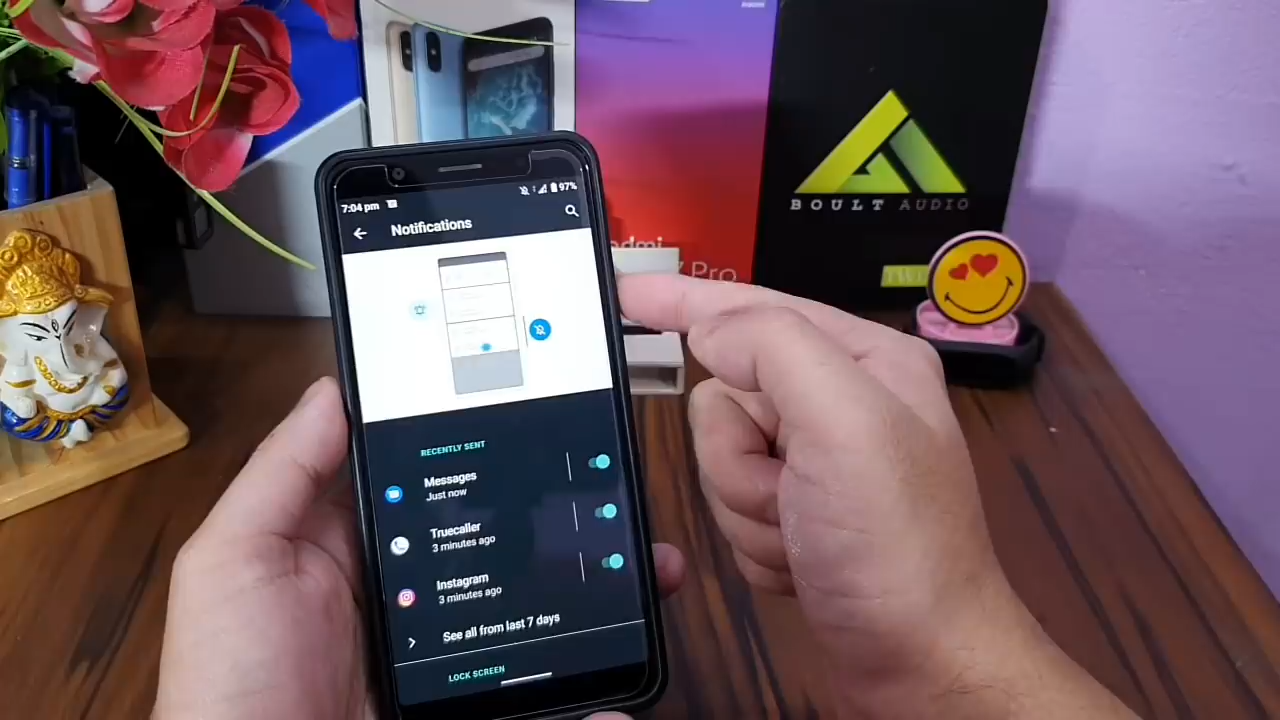 BOULT AUDIO
7:04 pm
97%
Notifications
RECENTLY SENT
Messages
Just now
Truecaller
3 minutes ago
Instagram
3 minutes ago
See all from last 7 days
LOCK SCREEN
Pro